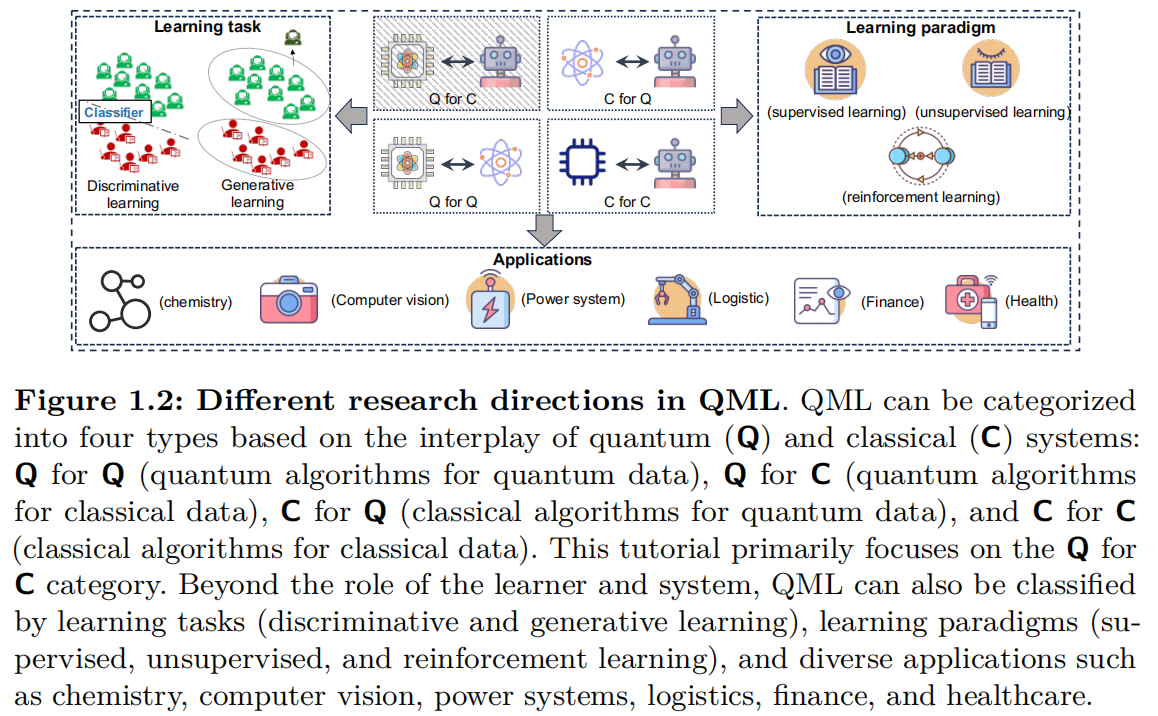 Learning task
Classifier
Discriminative
learning
Generative
learning
Q for C
C for Q
Q for Q
C for C
Learning paradigm
(supervised learning)
(unsupervised learning)
(reinforcement learning)
Applications
(chemistry)
(Computer vision)
(Power system)
(Logistic)
(Finance)
(Health)
Figure 1.2: Different research directions in QML. QML can be categorized
into four types based on the interplay of quantum (Q) and classical (C) systems:
Q for Q (quantum algorithms for quantum data), Q for C (quantum algorithms
for classical data), C for Q (classical algorithms for quantum data), and C for C
(classical algorithms for classical data). This tutorial primarily focuses on the Q for
C category. Beyond the role of the learner and system, QML can also be classified
by learning tasks (discriminative and generative learning), learning paradigms (su-
pervised, unsupervised, and reinforcement learning), and diverse applications such
as chemistry, computer vision, power systems, logistics, finance, and healthcare.